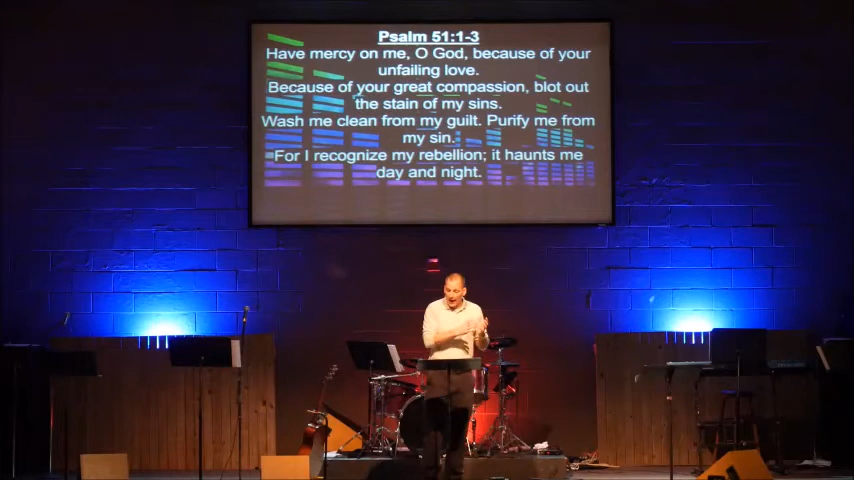 Psalm 51:1-3
Have mercy on me, O God, because of your
unfailing love.
Because of your great compassion, blot out
the stain of my sins.
Wash me clean from my guilt. Purify me from
my sin.
For I recognize my rebellion; it haunts me
day and night.